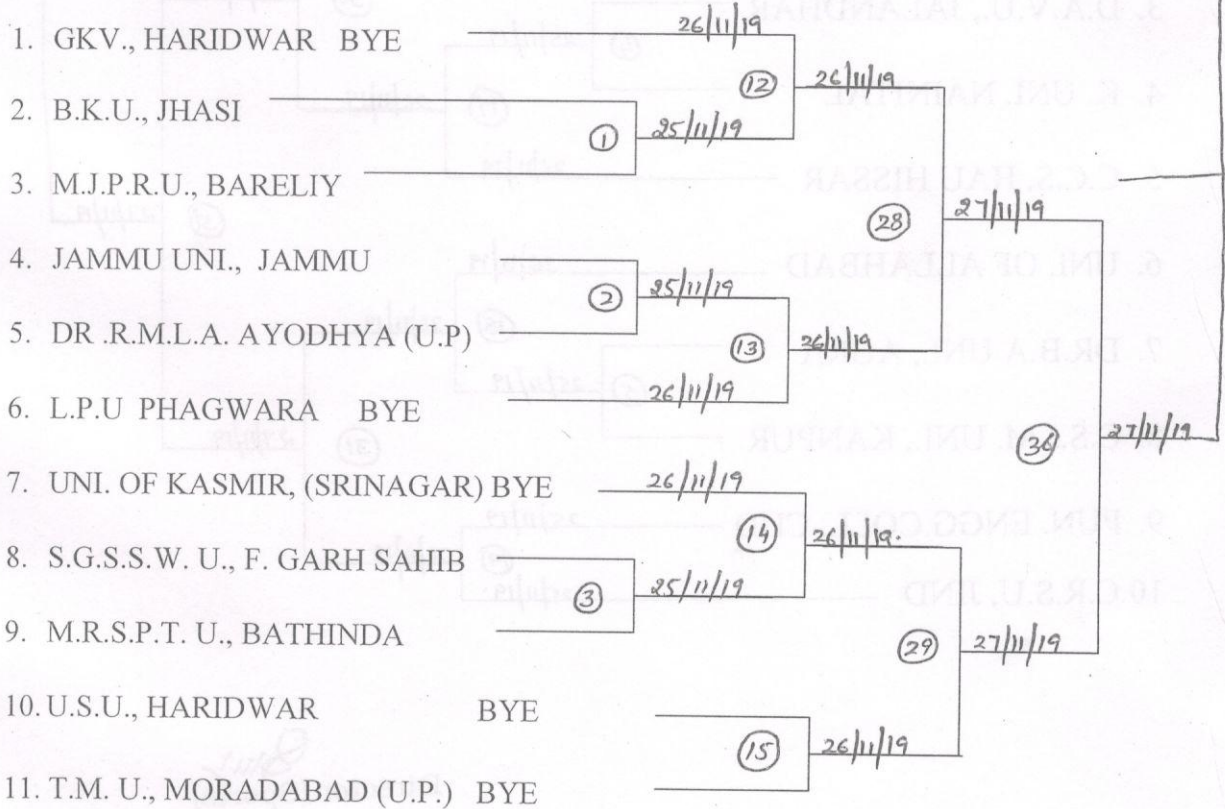 1. GKV., HARIDWAR BYE
26/11/19
12
26/11/19
2. B.K.U., JHASI
1
25/11/19
3. M.J.P.R.U., BARELIY
28
27/11/19
4. JAMMU UNI., JAMMU
2
25/11/19
5. DR .R.M.L.A. AYODHYA (U.P)
13
26/11/19
6. L.P.U PHAGWARA BYE
26/11/19
36
27/11/19
7. UNI. OF KASMIR, (SRINAGAR) BYE
26/11/19
14
26/11/19.
8. S.G.S.S.W. U., F. GARH SAHIB
3
25/11/19
9. M.R.S.P.T. U., BATHINDA
29
27/11/19
10. U.S.U., HARIDWAR BYE
15
26/11/19
11. T.M. U., MORADABAD (U.P.) BYE